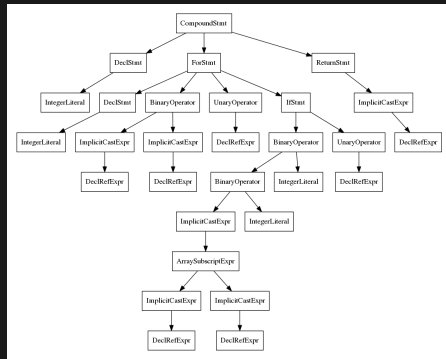 CompoundStmt
DeclStmt ForStmt ReturnStmt
IntegerLiteral DeclStmt BinaryOperator UnaryOperator IfStmt ImplicitCastExpr
IntegerLiteral ImplicitCastExpr ImplicitCastExpr DeclRefExpr BinaryOperator UnaryOperator DeclRefExpr
DeclRefExpr DeclRefExpr BinaryOperator IntegerLiteral DeclRefExpr
ImplicitCastExpr IntegerLiteral
ArraySubscriptExpr
ImplicitCastExpr ImplicitCastExpr
DeclRefExpr DeclRefExpr